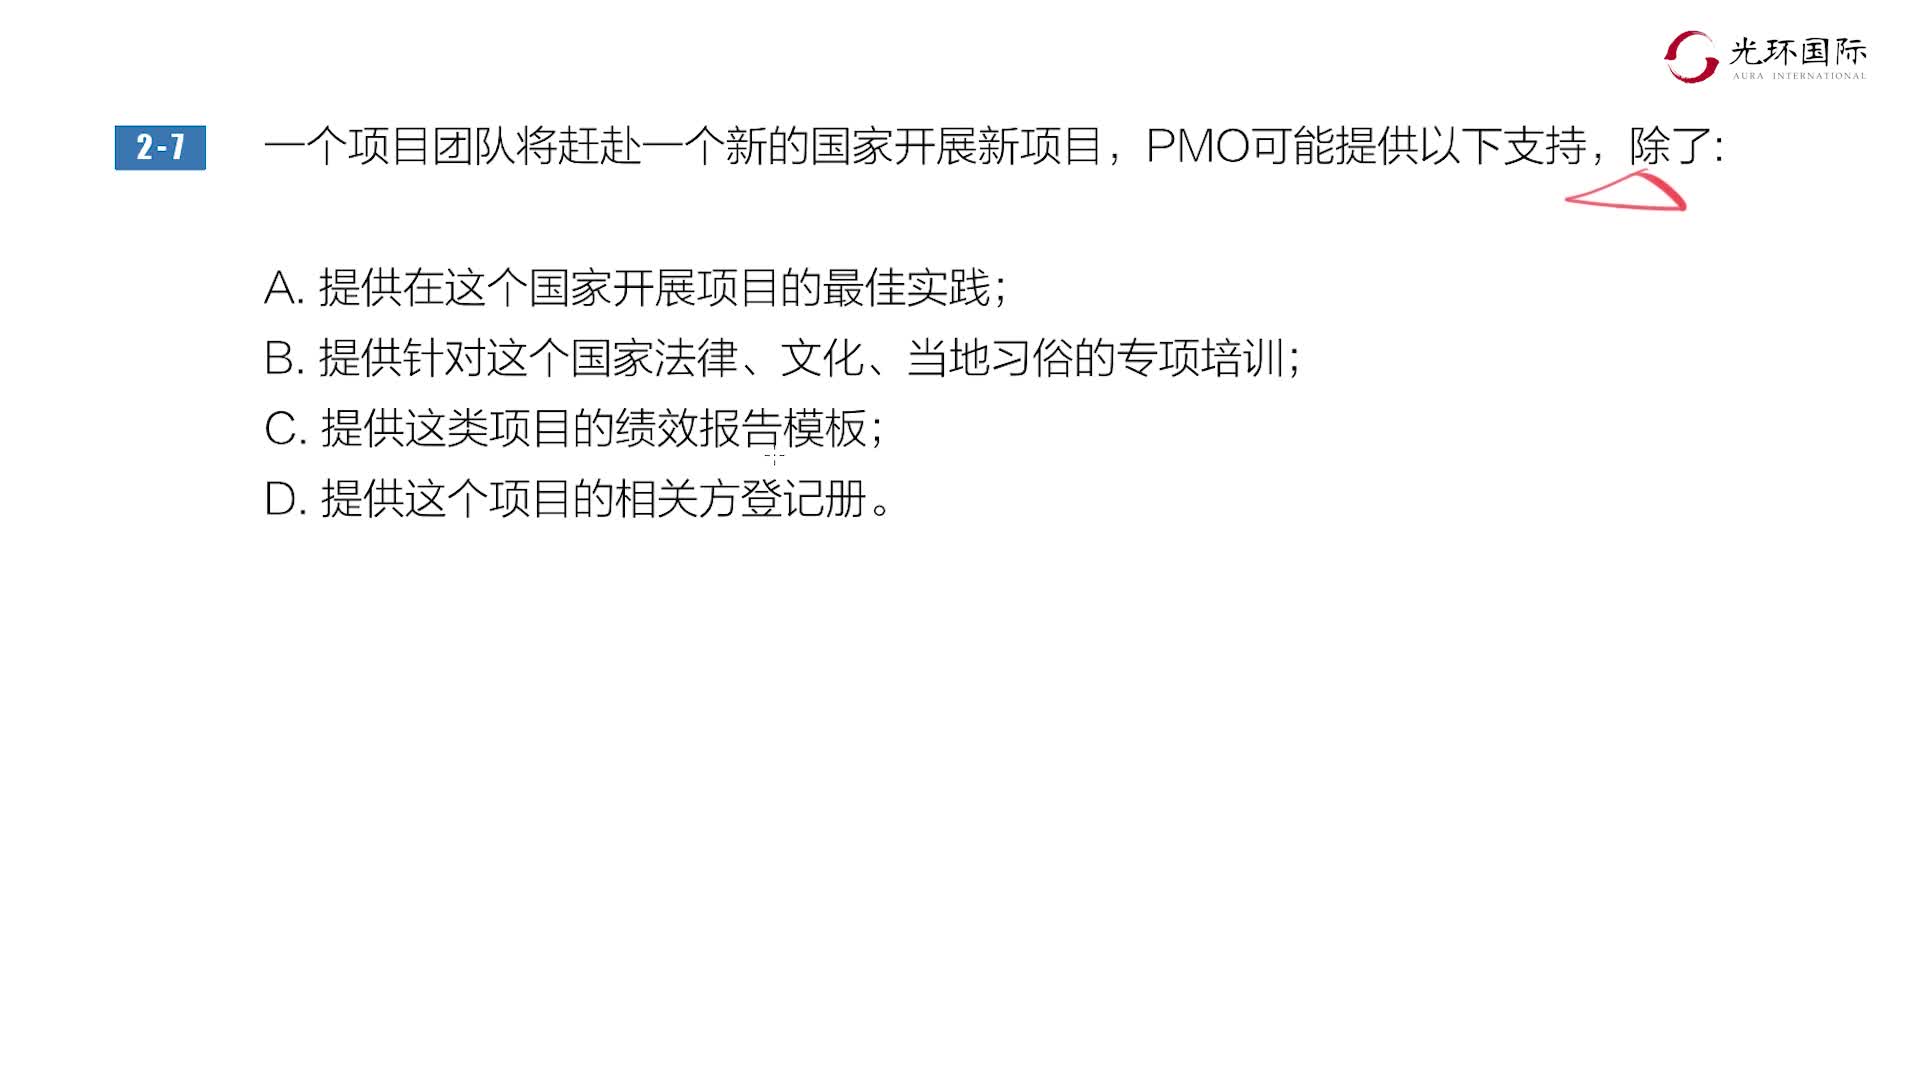 光环国际
AURA INTERNATIONAL
2-7 一个项目团队将赶赴一个新的国家开展新项目，PMO可能提供以下支持，除了:
A. 提供在这个国家开展项目的最佳实践；
B. 提供针对这个国家法律、文化、当地习俗的专项培训；
C. 提供这类项目的绩效报告模板；
D. 提供这个项目的相关方登记册。